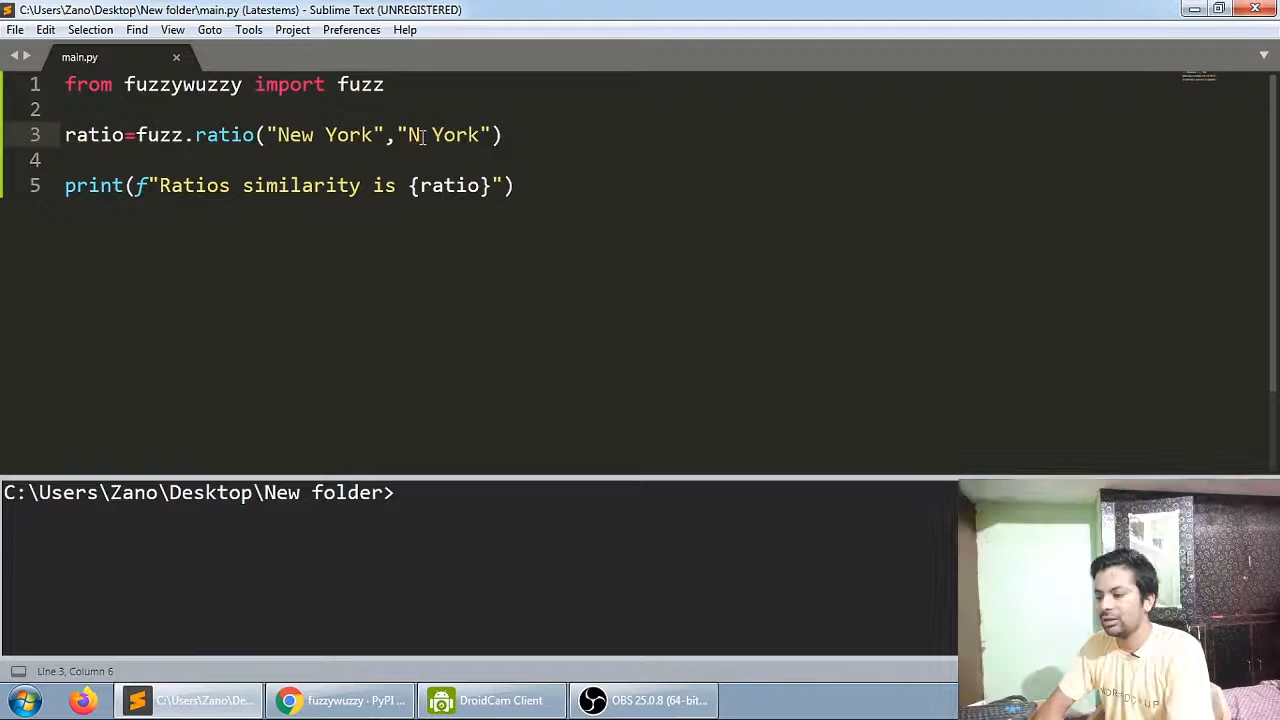 C:\Users\Zano\Desktop\New folder\main.py (Latestems) - Sublime Text (UNREGISTERED)
File Edit Selection Find View Goto Tools Project Preferences Help
main.py
1 from fuzzywuzzy import fuzz
2
3 ratio=fuzz.ratio("New York","N York")
4
5 print(f"Ratios similarity is {ratio}")
C:\Users\Zano\Desktop\New folder>
Line 3, Column 6
C:\Users\Zano\De... fuzzywuzzy · PyPI ... DroidCam Client OBS 25.0.8 (64-bit...